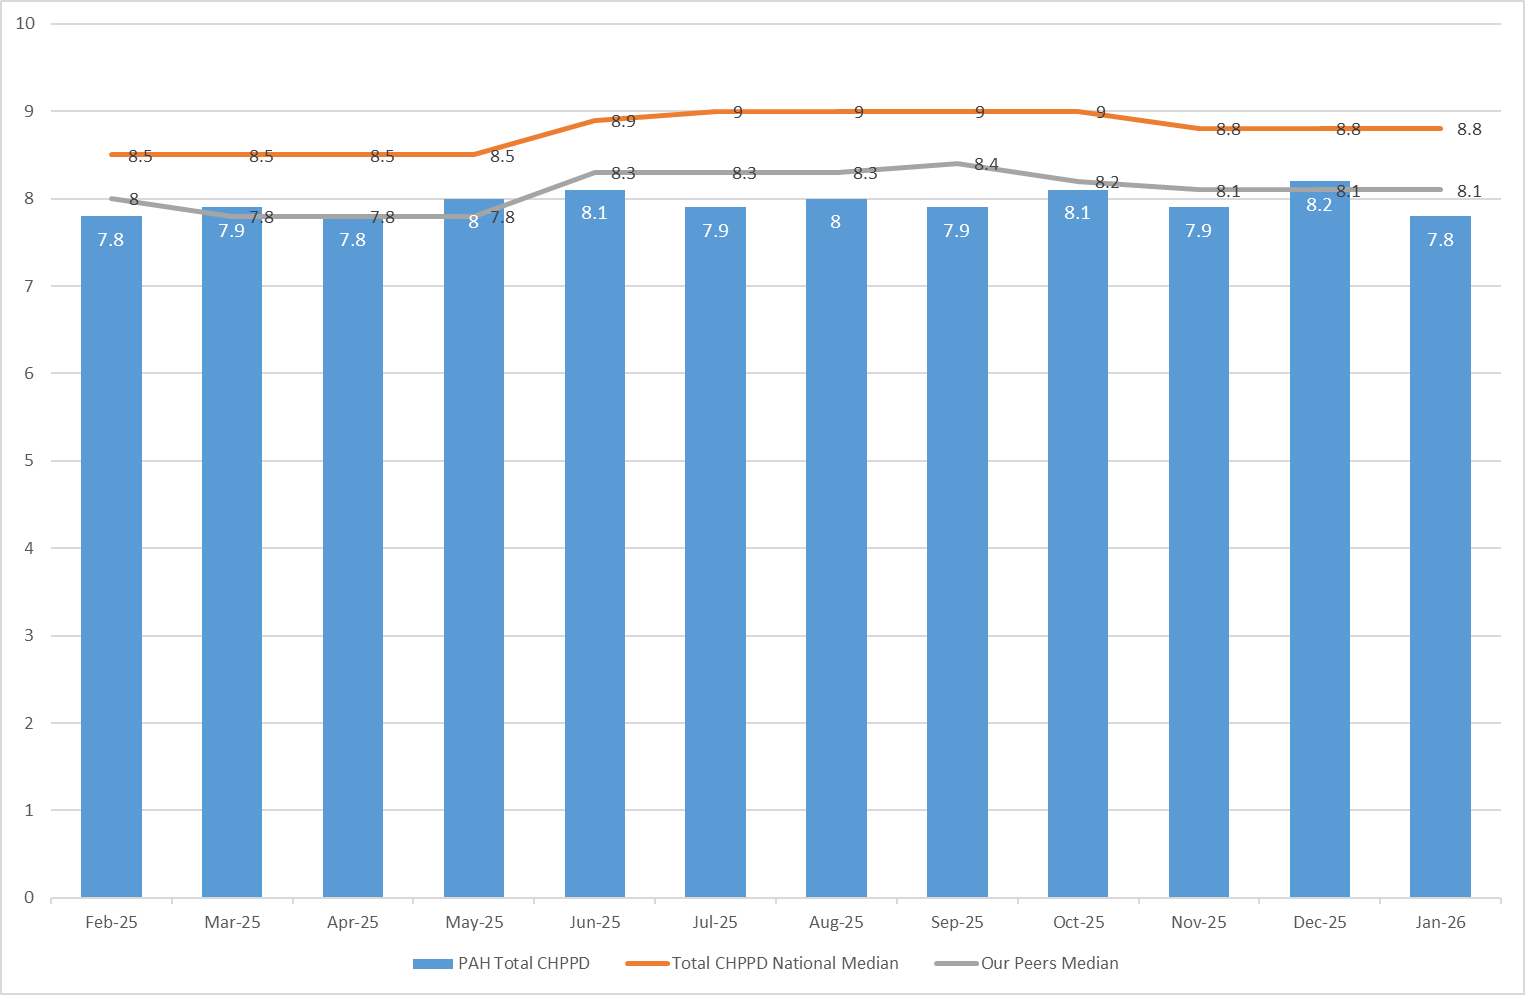 10
9
8
7
6
5
4
3
2
1
0
8.5 8.5 8.5 8.5 8.9 9 9 9 9 8.8 8.8 8.8
8 7.8 7.8 7.8 8.3 8.3 8.3 8.4 8.2 8.1 8.1 8.1
7.8 7.9 7.8 8 8.1 7.9 8 7.9 8.1 7.9 8.2 7.8
Feb-25 Mar-25 Apr-25 May-25 Jun-25 Jul-25 Aug-25 Sep-25 Oct-25 Nov-25 Dec-25 Jan-26
PAH Total CHPPD Total CHPPD National Median Our Peers Median